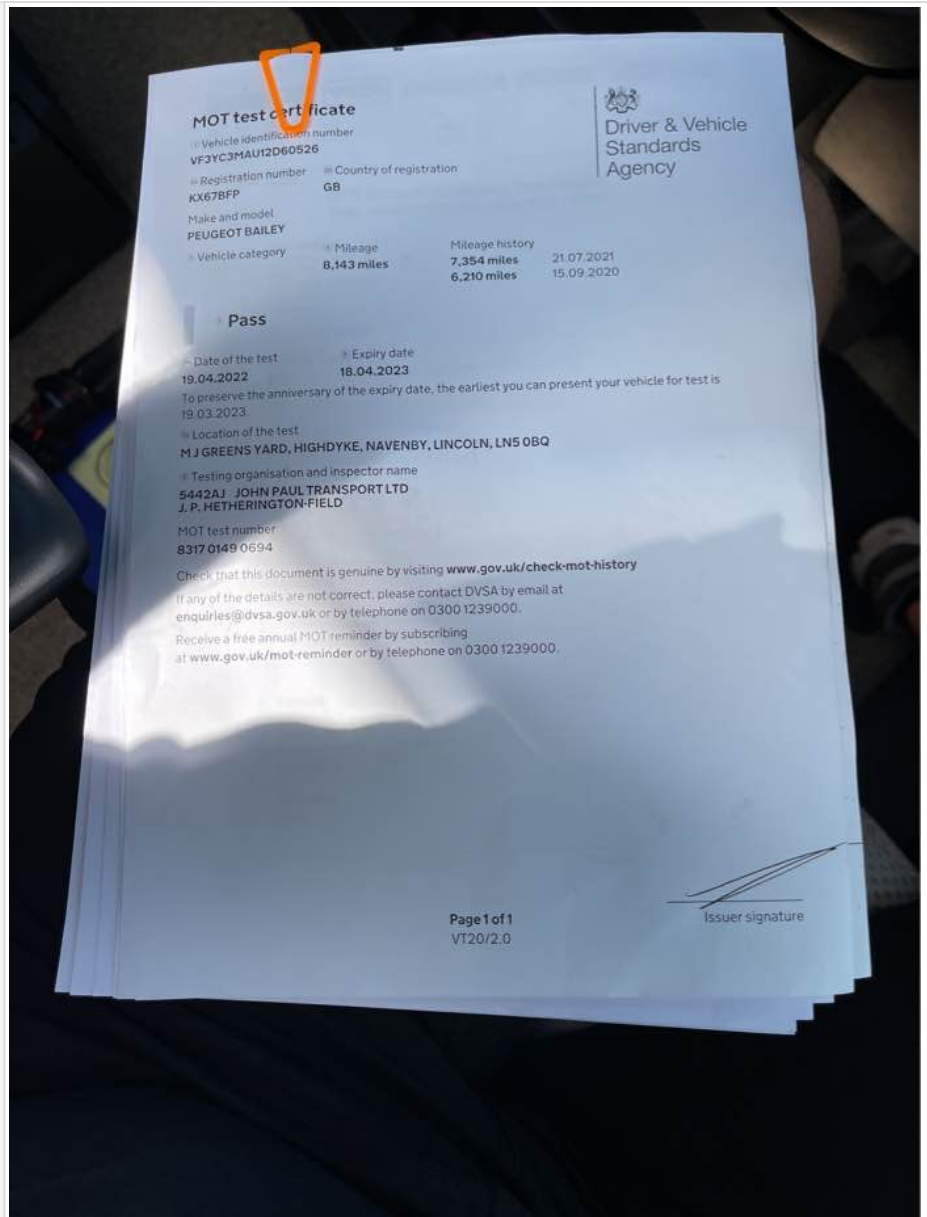 MOT test certificate
Driver & Vehicle
Standards
Agency
Vehicle identification number
VF3YC3MAU12D60526
Registration number Country of registration
KX67BFP GB
Make and model
PEUGEOT BAILEY
Vehicle category Mileage Mileage history
8,143 miles 7,354 miles 21.07.2021
6,210 miles 15.09.2020
Pass
Date of the test Expiry date
19.04.2022 18.04.2023
To preserve the anniversary of the expiry date, the earliest you can present your vehicle for test is
19.03.2023.
Location of the test
M J GREENS YARD, HIGHDYKE, NAVENBY, LINCOLN, LN5 0BQ
Testing organisation and inspector name
5442AJ JOHN PAUL TRANSPORT LTD
J. P. HETHERINGTON-FIELD
MOT test number
8317 0149 0694
Check that this document is genuine by visiting www.gov.uk/check-mot-history
If any of the details are not correct, please contact DVSA by email at
enquiries@dvsa.gov.uk or by telephone on 0300 1239000.
Receive a free annual MOT reminder by subscribing
at www.gov.uk/mot-reminder or by telephone on 0300 1239000.
Issuer signature
Page 1 of 1
VT20/2.0